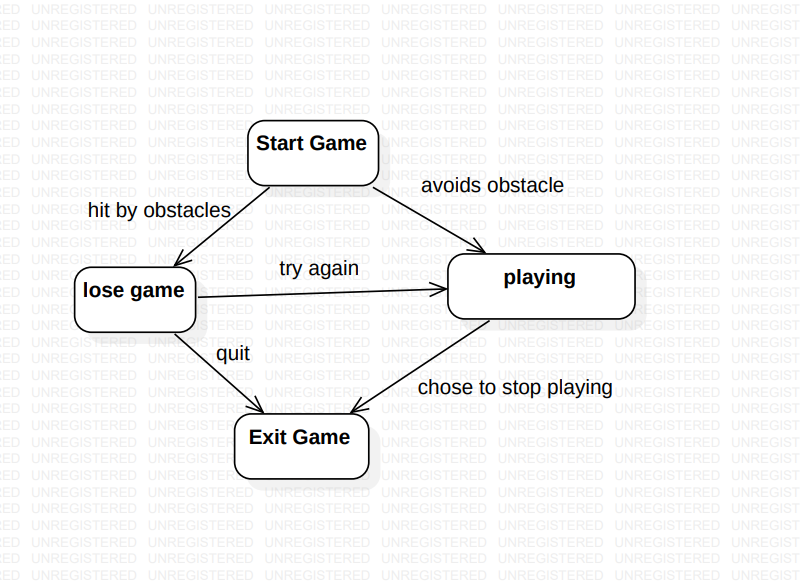 Start Game
avoids obstacle
hit by obstacles
try again
playing
lose game
quit
chose to stop playing
Exit Game
UNREGISTERED